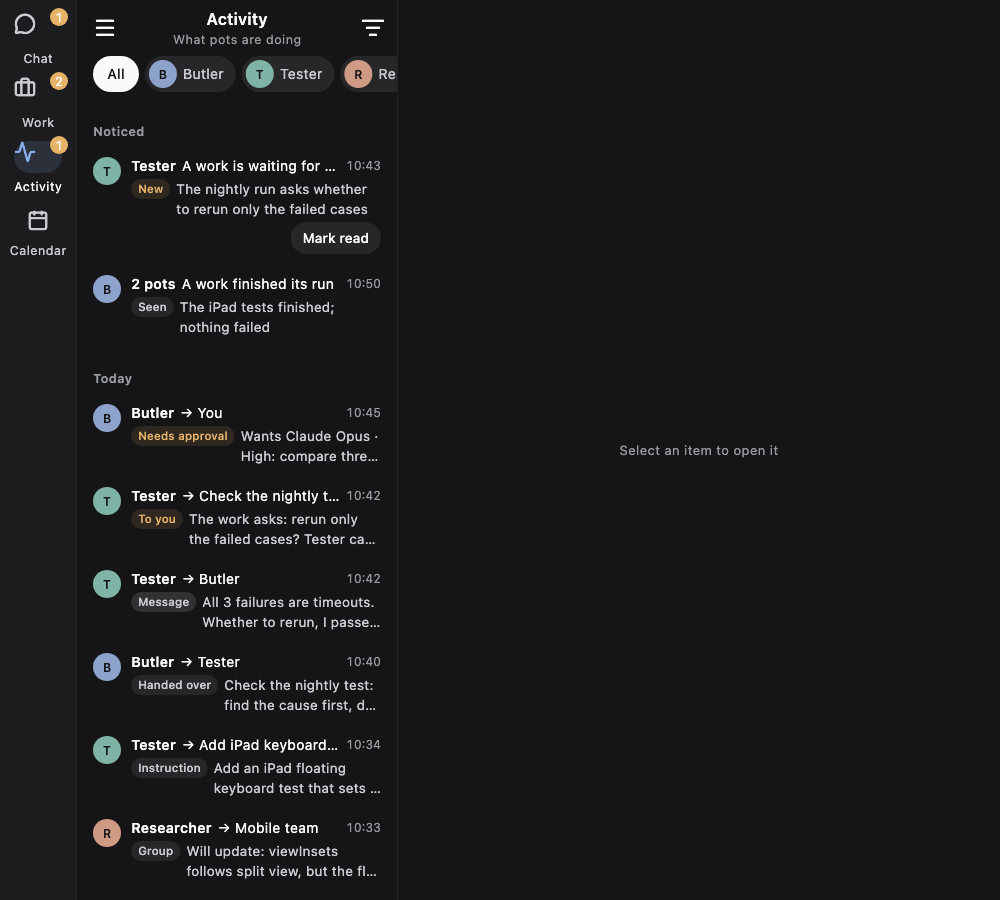 1
Chat
2
Work
1
Activity
Calendar
Activity
What pots are doing
All
B Butler
T Tester
R Re
Noticed
T
Tester A work is waiting for ... 10:43
New The nightly run asks whether
to rerun only the failed cases
Mark read
B
2 pots A work finished its run 10:50
Seen The iPad tests finished;
nothing failed
Today
B
Butler → You 10:45
Needs approval Wants Claude Opus ·
High: compare thre...
T
Tester → Check the nightly t... 10:42
To you The work asks: rerun only
the failed cases? Tester ca...
T
Tester → Butler 10:42
Message All 3 failures are timeouts.
Whether to rerun, I passe...
B
Butler → Tester 10:40
Handed over Check the nightly test:
find the cause first, d...
T
Tester → Add iPad keyboard... 10:34
Instruction Add an iPad floating
keyboard test that sets ...
R
Researcher → Mobile team 10:33
Group Will update: viewInsets
follows split view, but the fl...
Select an item to open it